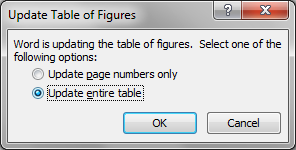 Update Table of Figures
Word is updating the table of figures. Select one of the
following options:
Update page numbers only
Update entire table
OK
Cancel